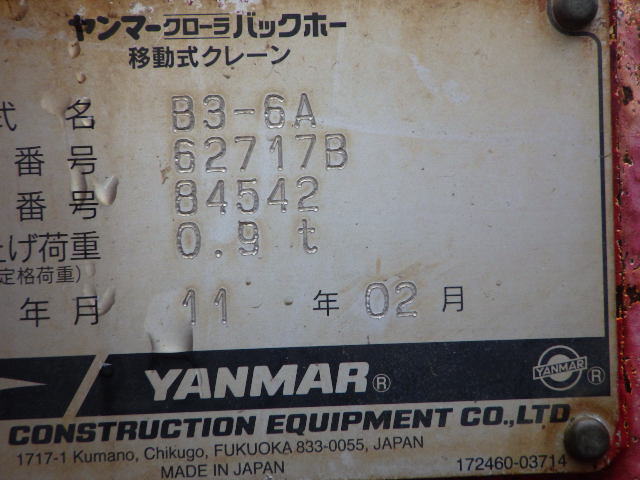 ヤンマークローラバックホー
移動式クレーン
式 名 B3-6A
番号 62717B
番号 84542
上げ荷重 0.9 t
定格荷重)
年月 11 年 02 月
YANMAR®
YANMAR ®
CONSTRUCTION EQUIPMENT CO.,LTD
1717-1 Kumano, Chikugo, FUKUOKA 833-0055, JAPAN
MADE IN JAPAN 172460-03714